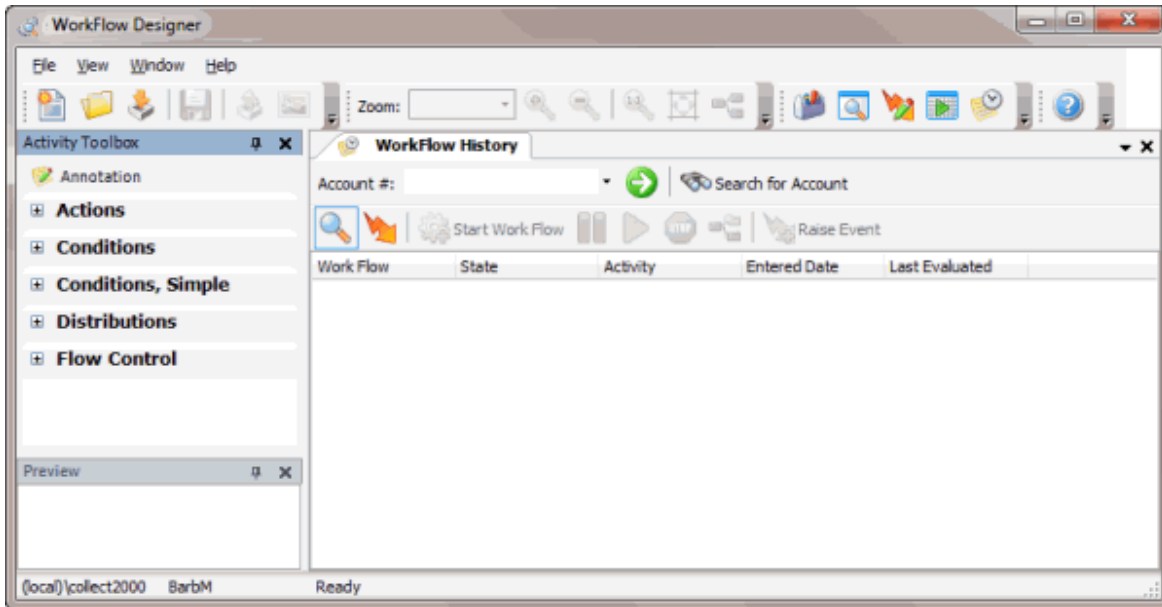 WorkFlow Designer
File View Window Help
Zoom:
Activity Toolbox
WorkFlow History
Annotation
Account #:
Search for Account
Actions
Start Work Flow
Raise Event
Conditions
Work Flow State Activity Entered Date Last Evaluated
Conditions, Simple
Distributions
Flow Control
Preview
(local)\collect2000 BarbM Ready